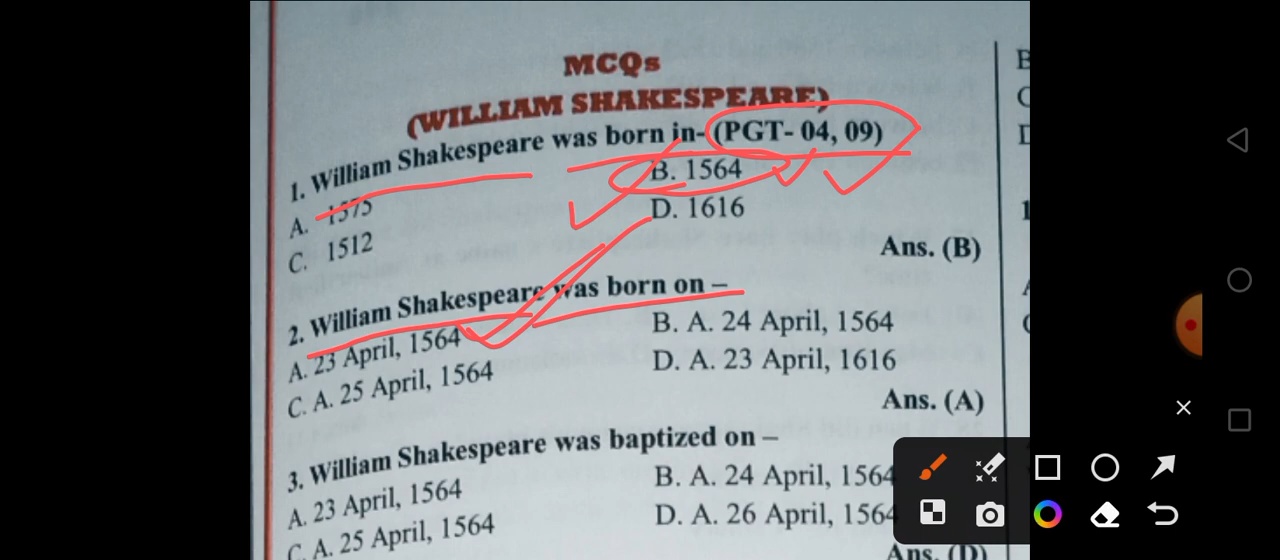 MCQs
(WILLIAM SHAKESPEARE)
1. William Shakespeare was born in- (PGT- 04, 09)
A. 1575 B. 1564
C. 1512 D. 1616
Ans. (B)
2. William Shakespeare was born on –
A. 23 April, 1564 B. A. 24 April, 1564
C. A. 25 April, 1564 D. A. 23 April, 1616
Ans. (A)
3. William Shakespeare was baptized on –
A. 23 April, 1564 B. A. 24 April, 1564
C. A. 25 April, 1564 D. A. 26 April, 1564
Ans. (D)